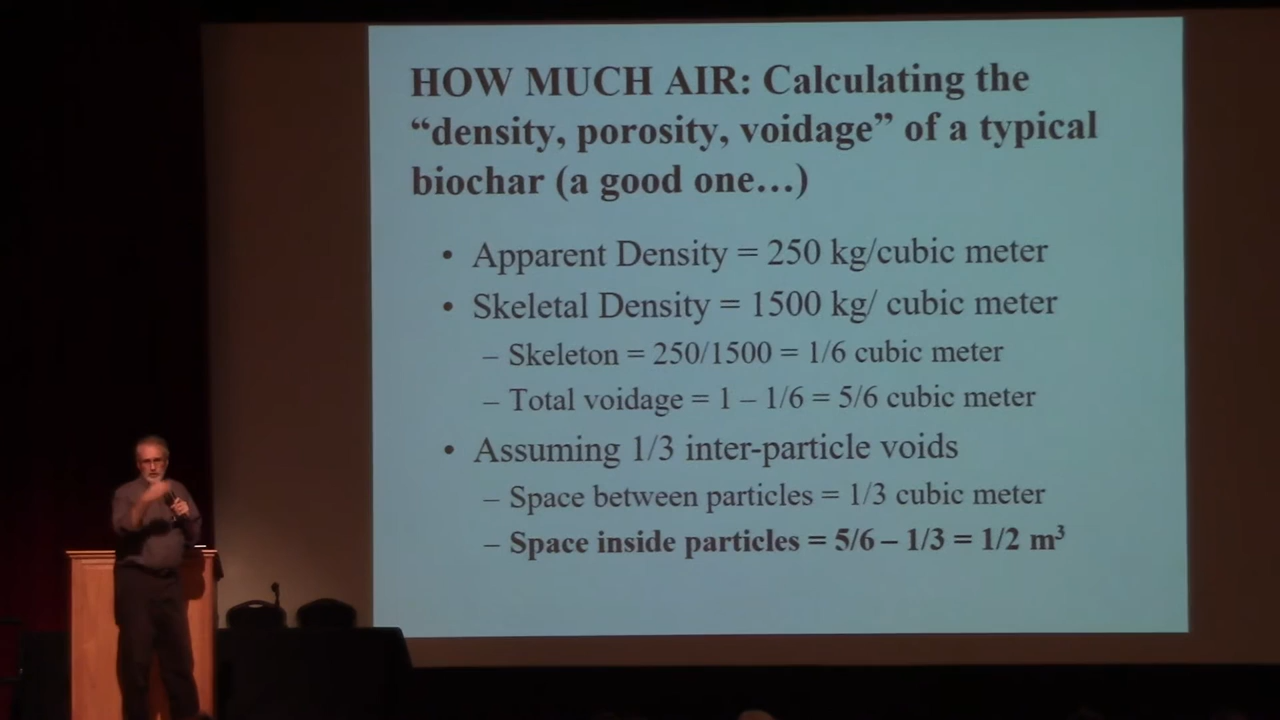 HOW MUCH AIR: Calculating the
“density, porosity, voidage” of a typical
biochar (a good one…)
• Apparent Density = 250 kg/cubic meter
• Skeletal Density = 1500 kg/ cubic meter
– Skeleton = 250/1500 = 1/6 cubic meter
– Total voidage = 1 – 1/6 = 5/6 cubic meter
• Assuming 1/3 inter-particle voids
– Space between particles = 1/3 cubic meter
– Space inside particles = 5/6 – 1/3 = 1/2 m³